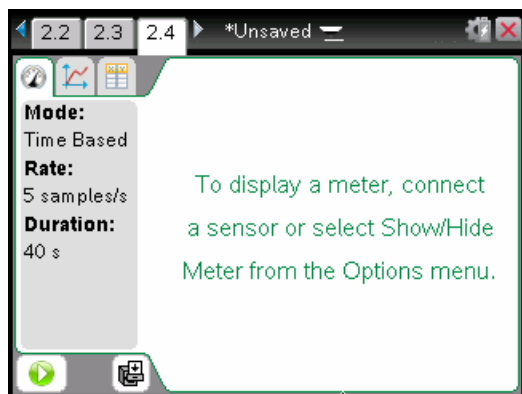 2.2 2.3 2.4 *Unsaved
Mode:
Time Based
Rate:
5 samples/s
Duration:
40 s
To display a meter, connect
a sensor or select Show/Hide
Meter from the Options menu.